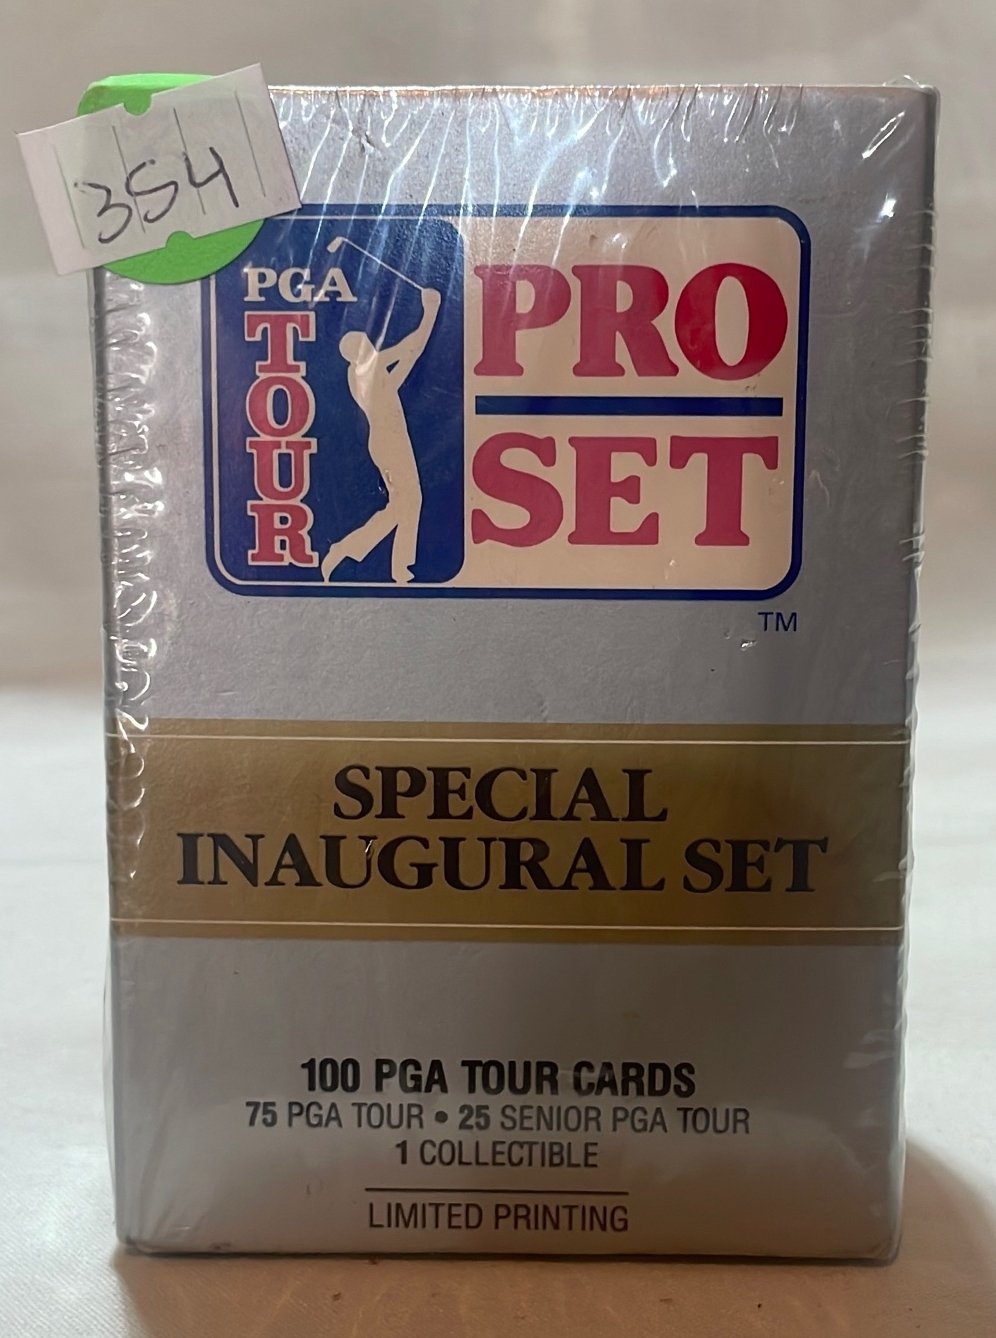 354
PGA
TOUR
PRO
SET
TM
SPECIAL
INAUGURAL SET
100 PGA TOUR CARDS
75 PGA TOUR • 25 SENIOR PGA TOUR
1 COLLECTIBLE
LIMITED PRINTING